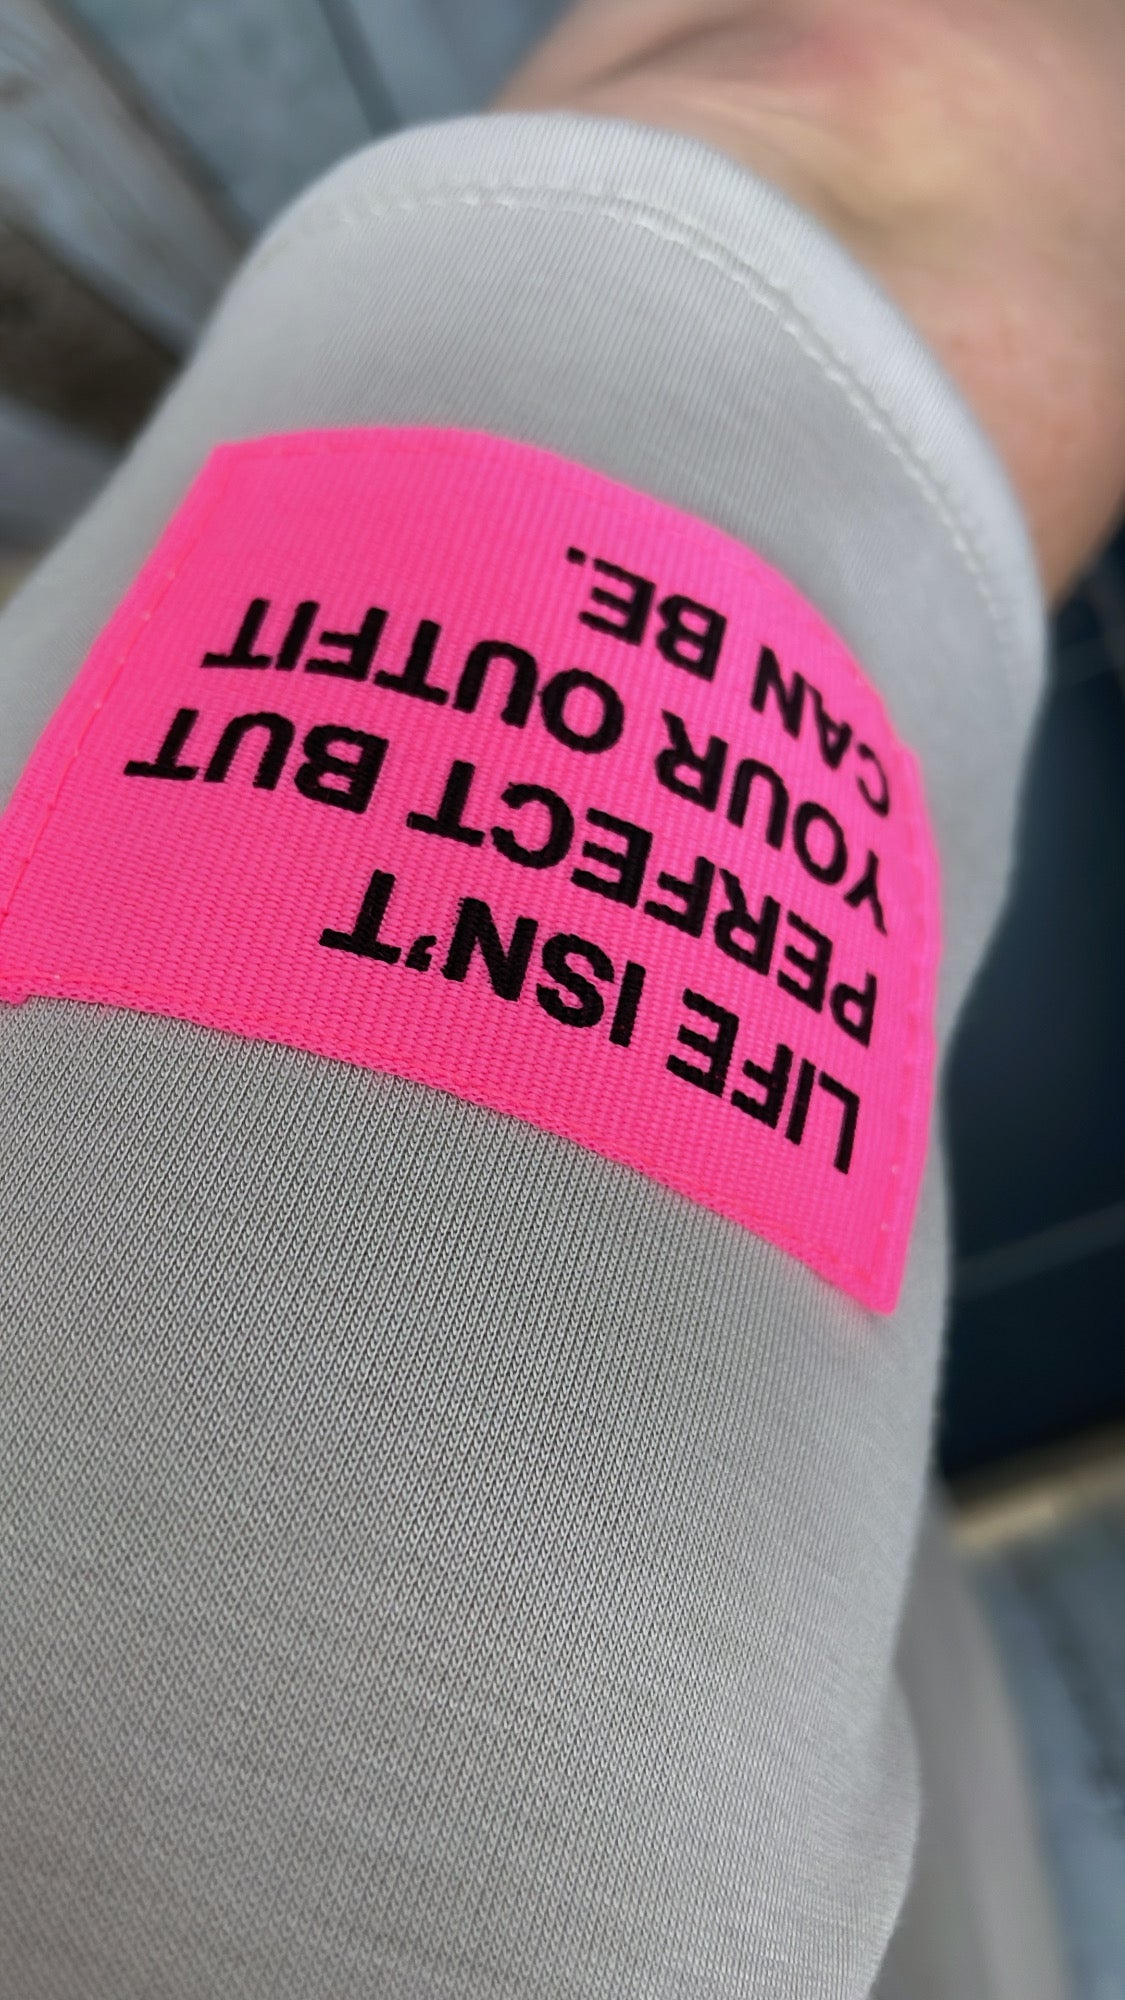 LIFE ISN'T
PERFECT BUT
YOUR OUTFIT
CAN BE.